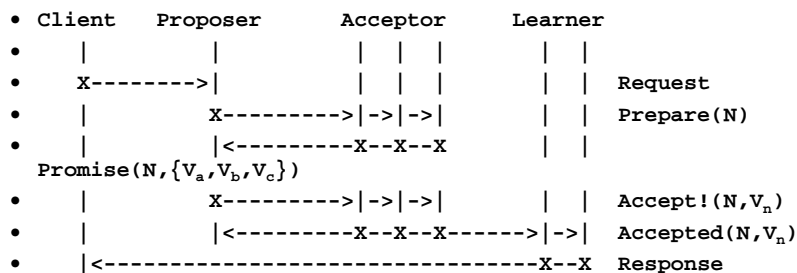 • Client   Proposer      Acceptor     Learner
•    |         |          |  |  |       |  |
•    X-------->|          |  |  |       |  |  Request
•    |         X--------->|->|->|       |  |  Prepare(N)
•    |         |<---------X--X--X       |  |
Promise(N,{Va,Vb,Vc})
•    |         X--------->|->|->|       |  |  Accept!(N,Vn)
•    |         |<---------X--X--X------>|->|  Accepted(N,Vn)
•    |<---------------------------------X--X  Response